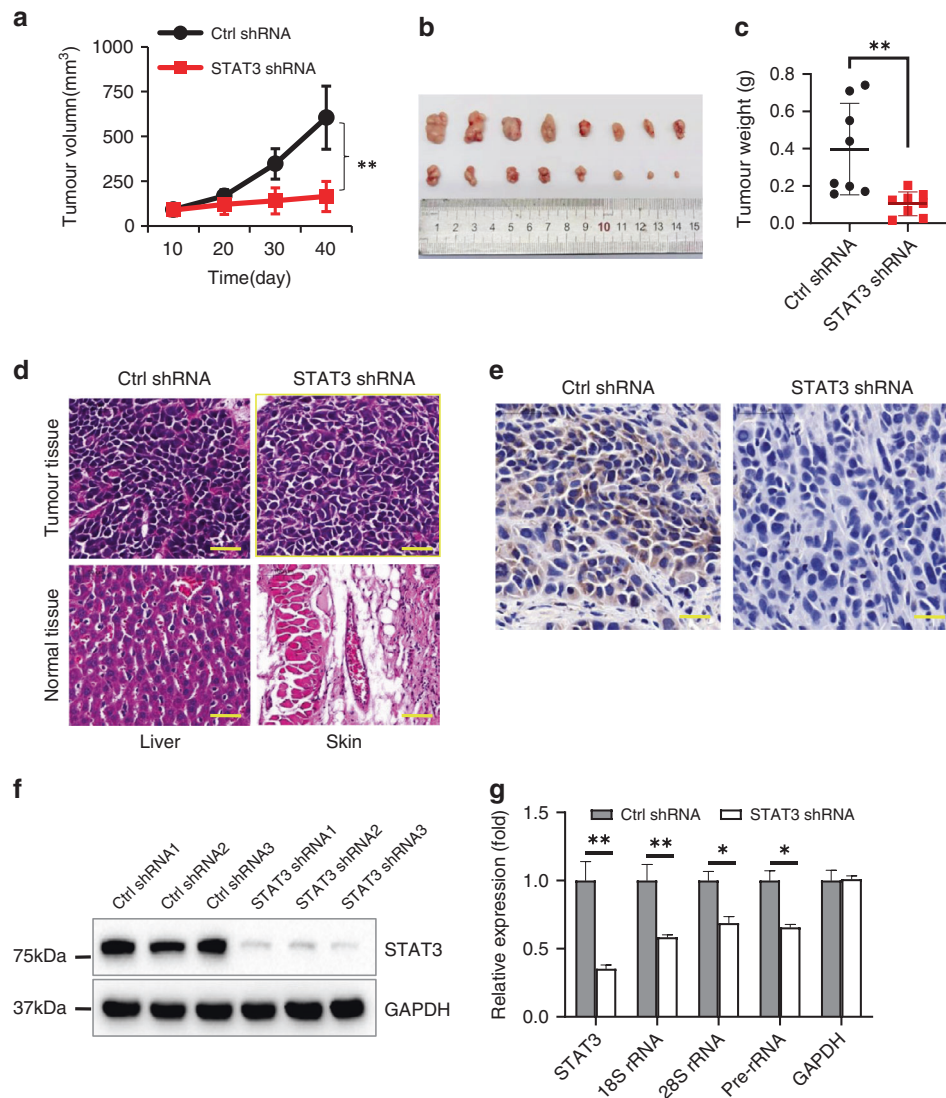 a
Ctrl shRNA
STAT3 shRNA
Tumour volumn(mm3)
1000
750
500
250
0
10 20 30 40
Time(day)
**
b
1 2 3 4 5 6 7 8 9 10 11 12 13 14 15
c
**
Tumour weight (g)
0.8
0.6
0.4
0.2
0.0
Ctrl shRNA
STAT3 shRNA
d
Ctrl shRNA STAT3 shRNA
Tumour tissue
Normal tissue
Liver Skin
e
Ctrl shRNA STAT3 shRNA
f
Ctrl shRNA1
Ctrl shRNA2
Ctrl shRNA3
STAT3 shRNA1
STAT3 shRNA2
STAT3 shRNA3
75kDa
STAT3
37kDa
GAPDH
g
Ctrl shRNA STAT3 shRNA
Relative expression (fold)
1.5
1.0
0.5
0.0
** ** * *
STAT3
18S rRNA
28S rRNA
Pre-rRNA
GAPDH